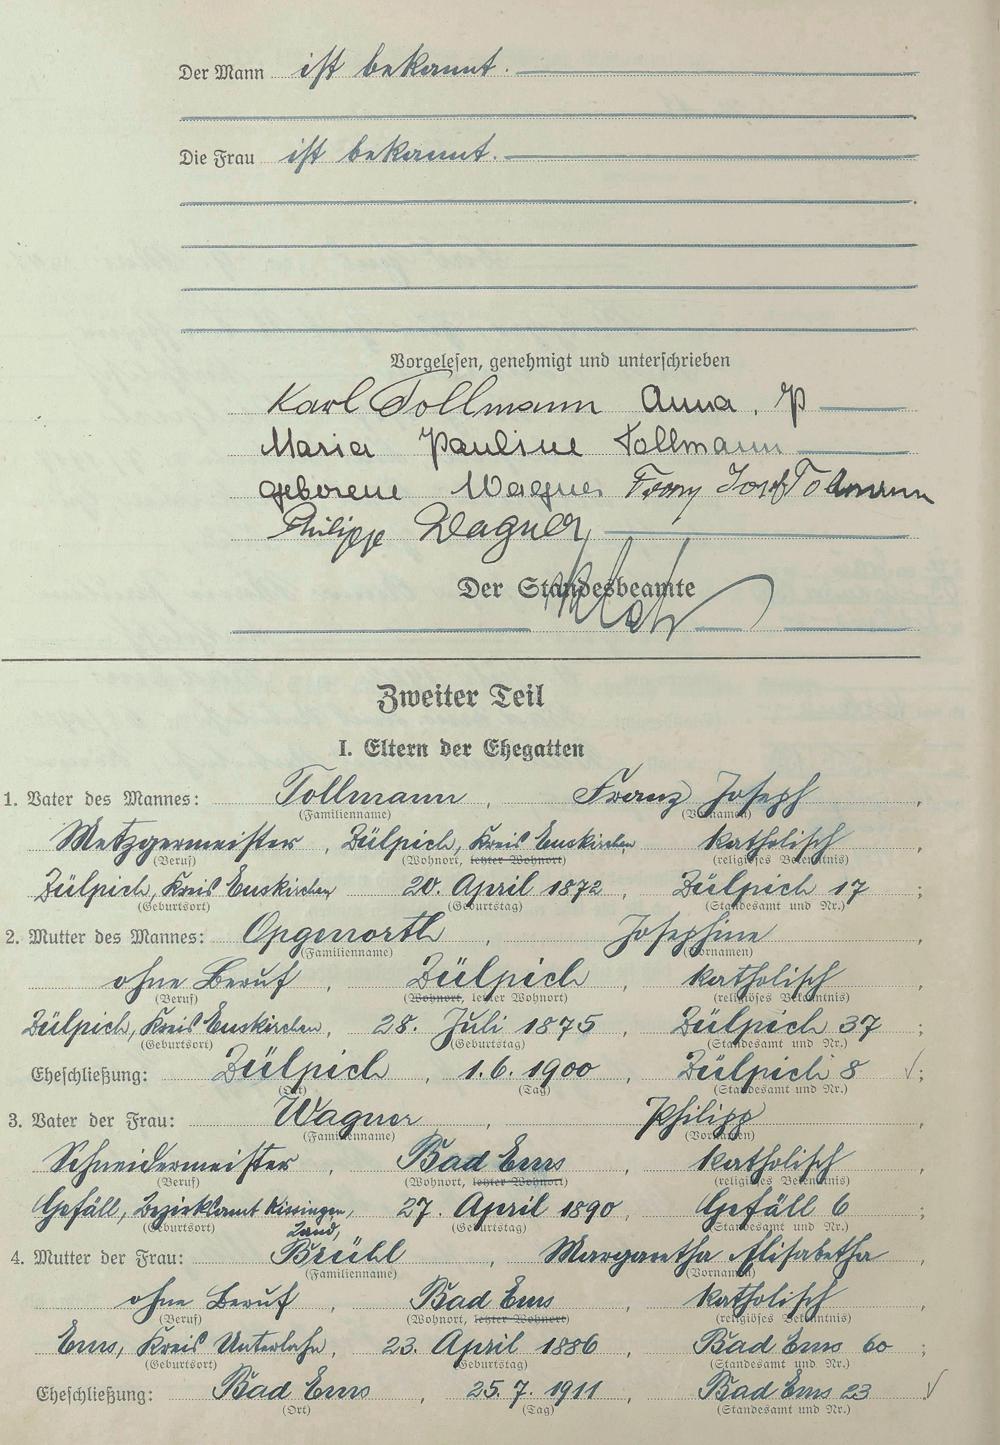 Der Mann ist bekannt.
Die Frau ist bekannt.
Vorgelesen, genehmigt und unterschrieben
Karl Tollmann Anna, P
Maria Pauline Tollmann
geborene Wagner Franz Josef Tollmann
Philipp Wagner
Der Standesbeamte
Zweiter Teil
I. Eltern der Ehegatten
1. Vater des Mannes: Tollmann, Franz Joseph,
(Familienname) (Vornamen)
Metzgermeister, Zülpich, Kreis Euskirchen katholisch
(Beruf) (Wohnort, letzter Wohnort) (religiöses Bekenntnis)
Zülpich, Kreis Euskirchen 20. April 1872, Zülpich 17;
(Geburtsort) (Geburtstag) (Standesamt und Nr.)
2. Mutter des Mannes: Opgenorth, Josephine,
(Familienname) (Vornamen)
ohne Beruf, Zülpich, katholisch
(Beruf) (Wohnort, letzter Wohnort) (religiöses Bekenntnis)
Zülpich, Kreis Euskirchen, 28. Juli 1875, Zülpich 37;
(Geburtsort) (Geburtstag) (Standesamt und Nr.)
Eheschließung: Zülpich, 1.6.1900, Zülpich 8 √;
(Ort) (Tag) (Standesamt und Nr.)
3. Vater der Frau: Wagner, Philipp,
(Familienname) (Vornamen)
Schneidermeister, Bad Ems, katholisch
(Beruf) (Wohnort, letzter Wohnort) (religiöses Bekenntnis)
Gefäll, Bezirksamt Kissingen, 27. April 1890, Gefäll 6
(Geburtsort) Land, (Geburtstag) (Standesamt und Nr.)
4. Mutter der Frau: Brühl, Margaretha Elisabetha,
(Familienname) (Vornamen)
ohne Beruf, Bad Ems, katholisch
(Beruf) (Wohnort, letzter Wohnort) (religiöses Bekenntnis)
Ems, Kreis Unterlahn, 23. April 1886, Bad Ems 60;
(Geburtsort) (Geburtstag) (Standesamt und Nr.)
Eheschließung: Bad Ems, 25.7.1911, Bad Ems 23 √
(Ort) (Tag) (Standesamt und Nr.)